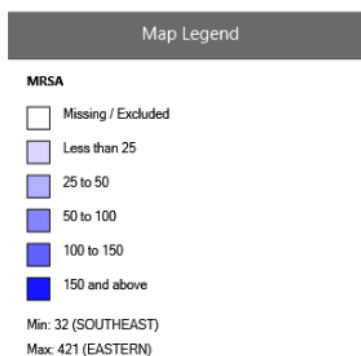 Map Legend
MRSA
Missing / Excluded
Less than 25
25 to 50
50 to 100
100 to 150
150 and above
Min: 32 (SOUTHEAST)
Max: 421 (EASTERN)